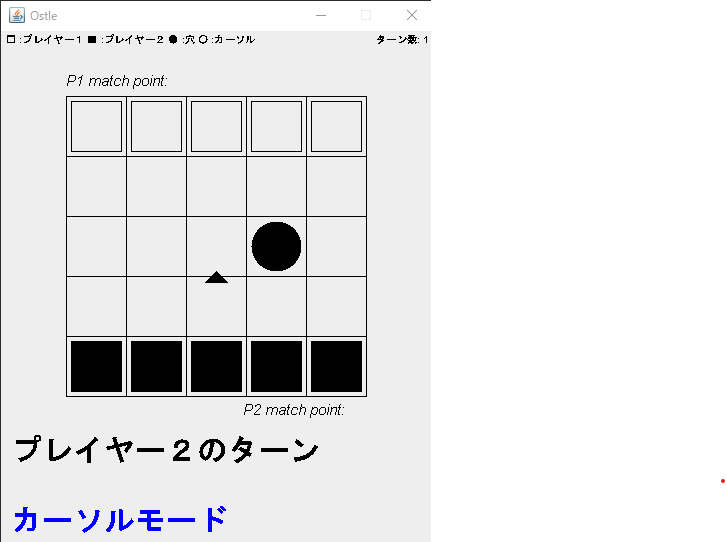 Ostle
□ :プレイヤー1 ■ :プレイヤー2 ● :穴 ○ :カーソル ターン数: 1
P1 match point:
P2 match point:
プレイヤー2のターン
カーソルモード